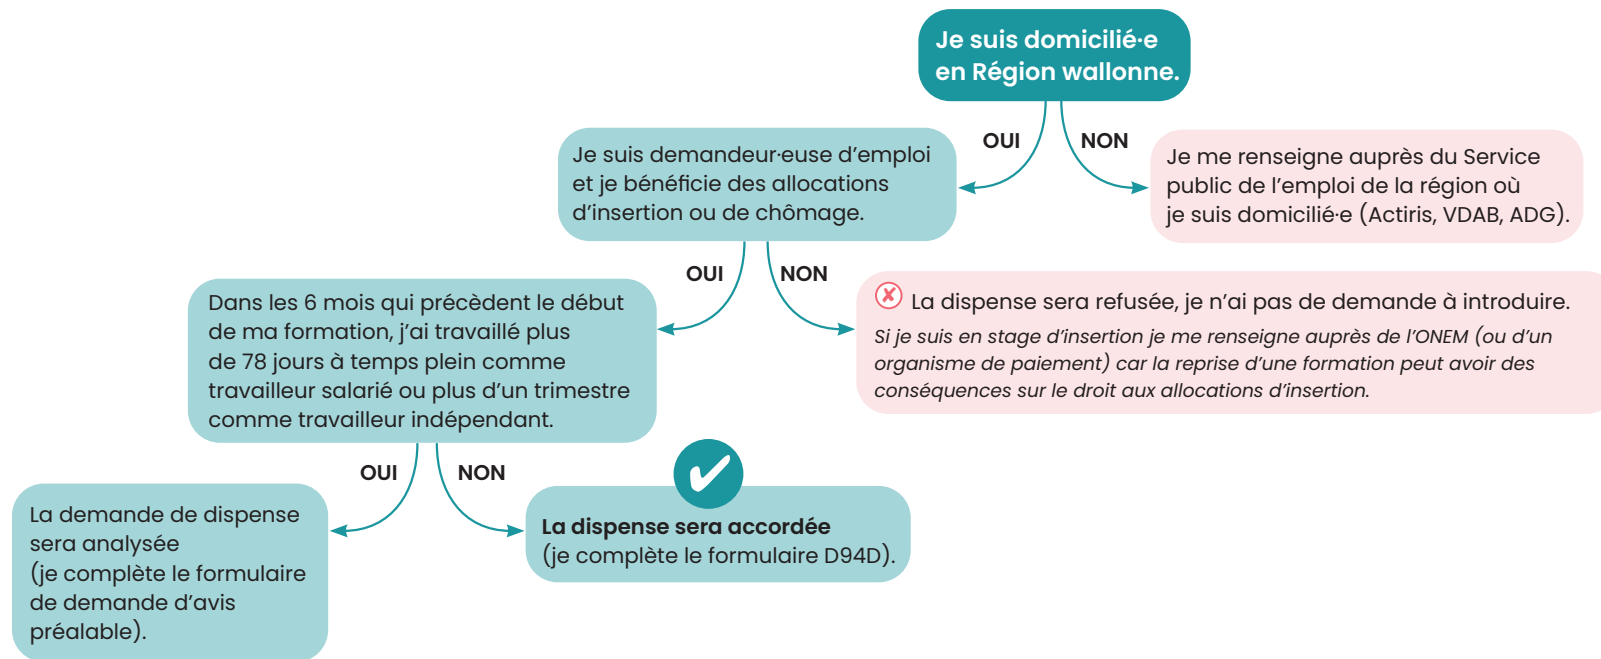 Je suis domicilié·e
en Région wallonne.
OUI
NON
Je suis demandeur·euse d'emploi
et je bénéficie des allocations
d'insertion ou de chômage.
Je me renseigne auprès du Service
public de l'emploi de la région où
je suis domicilié·e (Actiris, VDAB, ADG).
OUI
NON
Dans les 6 mois qui précèdent le début
de ma formation, j'ai travaillé plus
de 78 jours à temps plein comme
travailleur salarié ou plus d'un trimestre
comme travailleur indépendant.
La dispense sera refusée, je n'ai pas de demande à introduire.
Si je suis en stage d'insertion je me renseigne auprès de l'ONEM (ou d'un
organisme de paiement) car la reprise d'une formation peut avoir des
conséquences sur le droit aux allocations d'insertion.
OUI
NON
La demande de dispense
sera analysée
(je complète le formulaire
de demande d'avis
préalable).
La dispense sera accordée
(je complète le formulaire D94D).